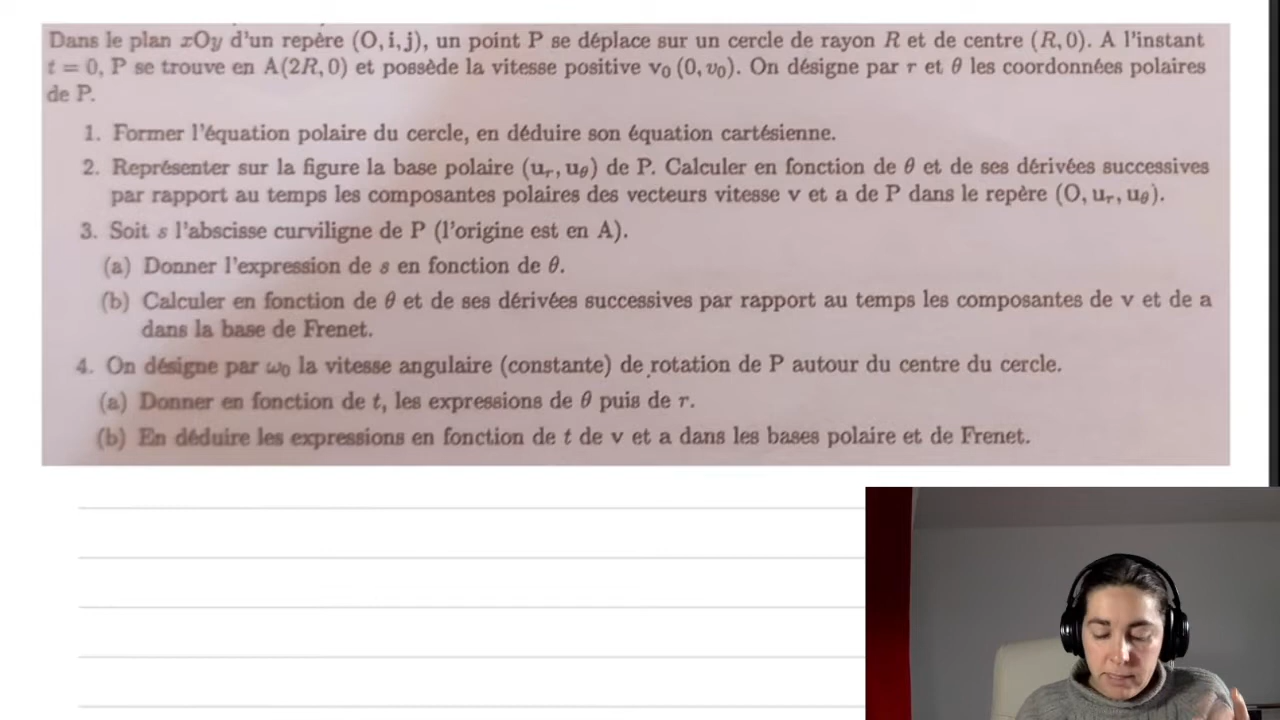 Dans le plan xOy d'un repère (O, i, j), un point P se déplace sur un cercle de rayon R et de centre (R, 0). A l'instant
t = 0, P se trouve en A(2R, 0) et possède la vitesse positive v₀ (0, v₀). On désigne par r et θ les coordonnées polaires
de P.
1. Former l'équation polaire du cercle, en déduire son équation cartésienne.
2. Représenter sur la figure la base polaire (uᵣ, u_θ) de P. Calculer en fonction de θ et de ses dérivées successives
par rapport au temps les composantes polaires des vecteurs vitesse v et a de P dans le repère (O, uᵣ, u_θ).
3. Soit s l'abscisse curviligne de P (l'origine est en A).
(a) Donner l'expression de s en fonction de θ.
(b) Calculer en fonction de θ et de ses dérivées successives par rapport au temps les composantes de v et de a
dans la base de Frenet.
4. On désigne par ω₀ la vitesse angulaire (constante) de rotation de P autour du centre du cercle.
(a) Donner en fonction de t, les expressions de θ puis de r.
(b) En déduire les expressions en fonction de t de v et a dans les bases polaire et de Frenet.